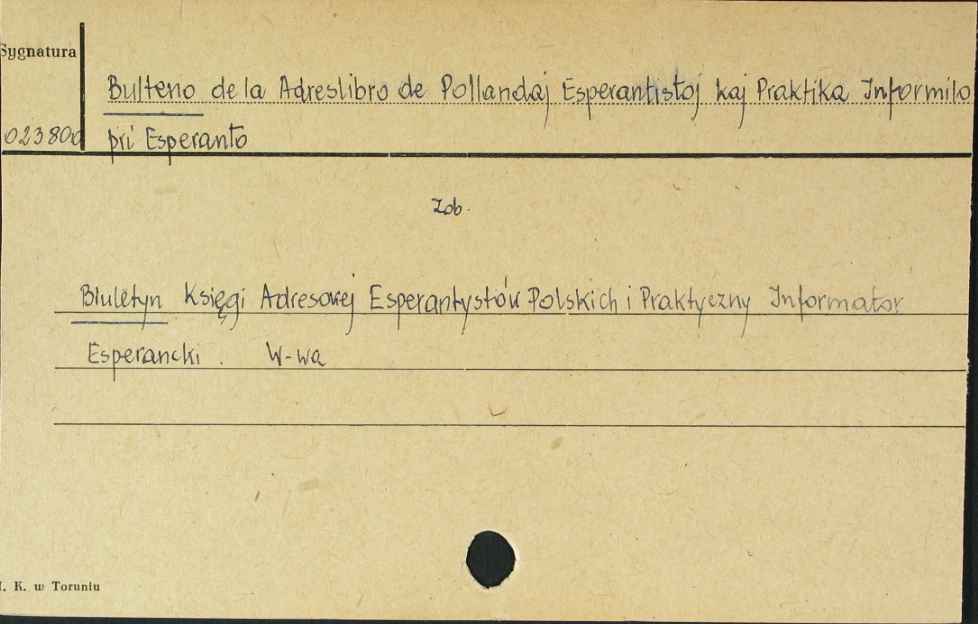 Sygnatura
Bulteno de la Adreslibro de Pollandaj Esperantistoj kaj Praktika Informilo
023800
pri Esperanto
Zob.
Biuletyn Księgi Adresowej Esperantystów Polskich i Praktyczny Informator
Esperancki. W-wa
I. K. w Toruniu